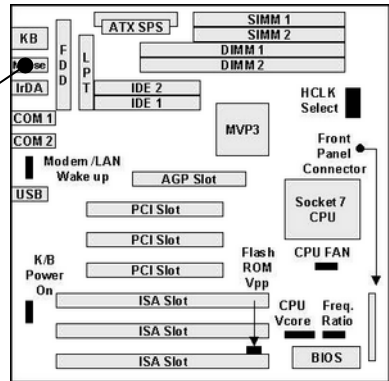 KB
Mouse
IrDA
COM 1
COM 2
USB
FDD
LPT
ATX SPS
SIMM 1
SIMM 2
DIMM 1
DIMM 2
IDE 2
IDE 1
HCLK
Select
MVP3
Front
Panel
Connector
Modem /LAN
Wake up
AGP Slot
Socket 7
CPU
PCI Slot
PCI Slot
PCI Slot
K/B
Power
On
Flash
ROM
Vpp
CPU FAN
ISA Slot
ISA Slot
ISA Slot
CPU
Vcore
Freq.
Ratio
BIOS